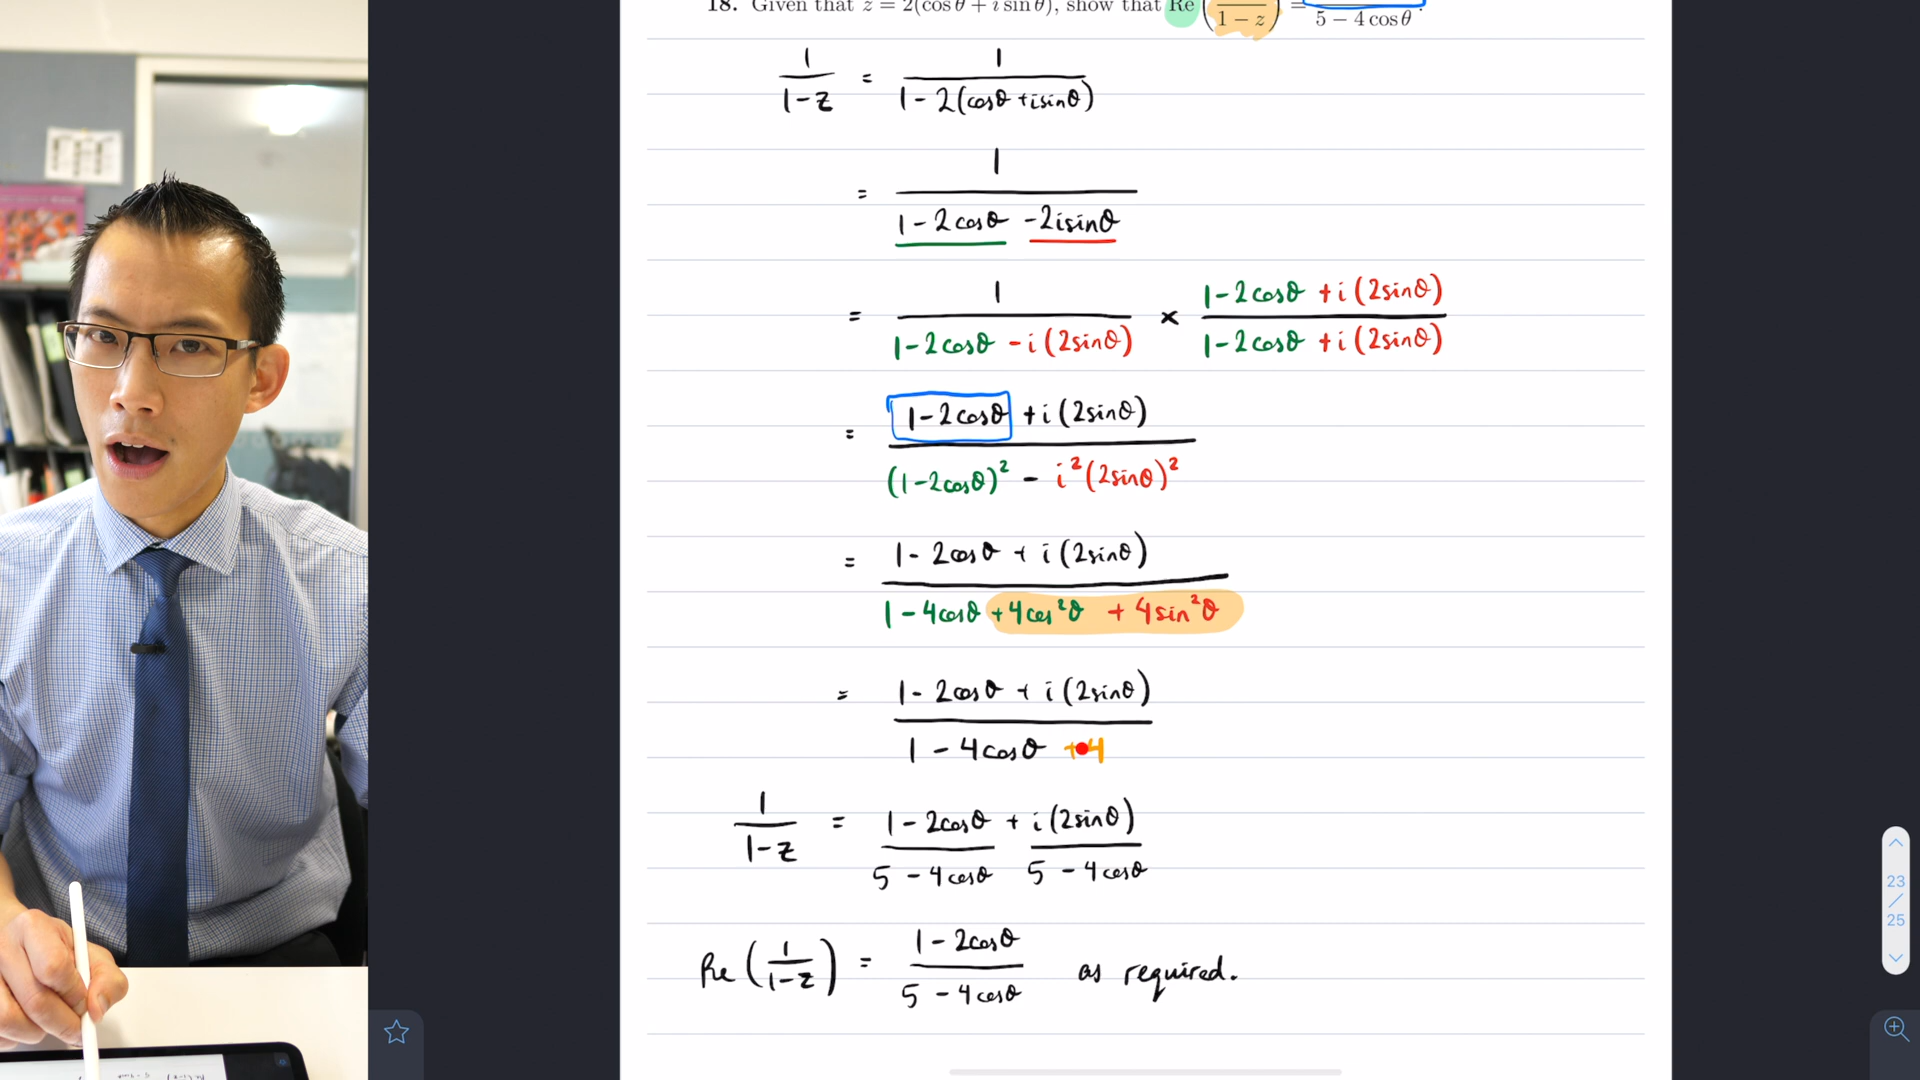 18. Given that z = 2(cos θ + i sin θ), show that Re (1/(1 − z)) = (1 − 2 cos θ)/(5 − 4 cos θ).
1/(1-z) = 1/(1 - 2(cosθ + isinθ))
= 1/(1 - 2cosθ - 2isinθ)
= 1/(1-2cosθ - i(2sinθ)) × (1-2cosθ + i(2sinθ))/(1-2cosθ + i(2sinθ))
= (1-2cosθ + i(2sinθ))/((1-2cosθ)² - i²(2sinθ)²)
= (1 - 2cosθ + i(2sinθ))/(1 - 4cosθ + 4cos²θ + 4sin²θ)
= (1 - 2cosθ + i(2sinθ))/(1 - 4cosθ + 4)
1/(1-z) = (1 - 2cosθ)/(5 - 4cosθ) + i(2sinθ)/(5 - 4cosθ)
Re(1/(1-z)) = (1 - 2cosθ)/(5 - 4cosθ) as required.
23
/
25